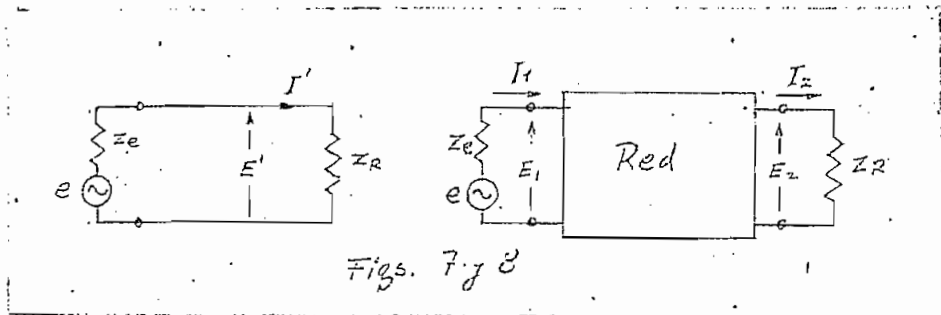 I' I1 I2
Ze E' ZR Ze E1 Red E2 ZR
e e
Figs. 7 y 8